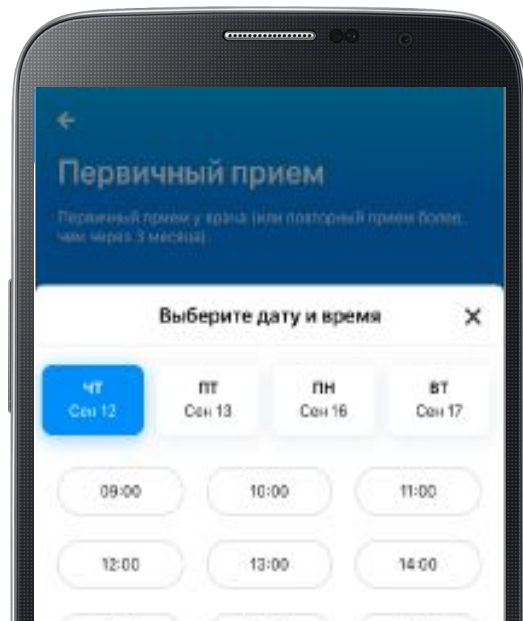 Первичный прием
Первичный прием у врача (или повторный прием более,
чем через 3 месяца)
Выберите дату и время
ЧТ ПТ ПН ВТ
Сен 12 Сен 13 Сен 16 Сен 17
09:00 10:00 11:00
12:00 13:00 14:00